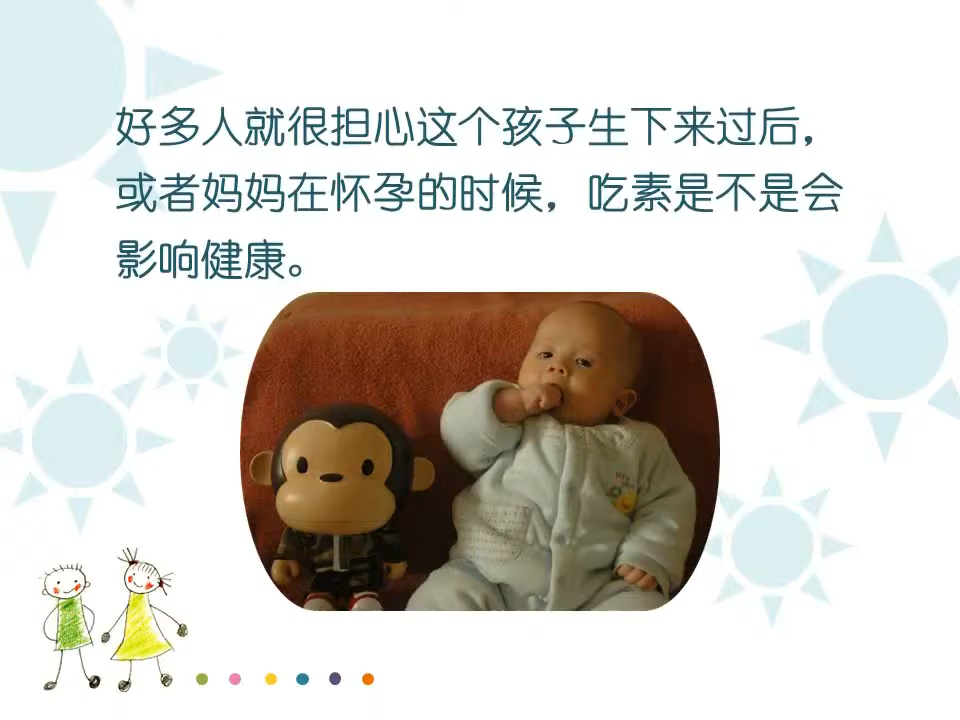 好多人就很担心这个孩子生下来过后，
或者妈妈在怀孕的时候，吃素是不是会
影响健康。